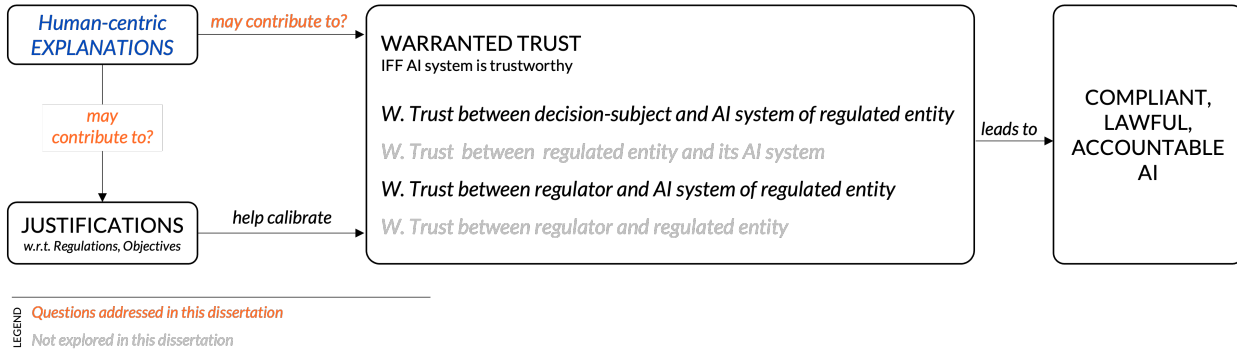 Human-centric
EXPLANATIONS
may contribute to?
may
contribute to?
JUSTIFICATIONS
w.r.t. Regulations, Objectives
help calibrate
WARRANTED TRUST
IFF AI system is trustworthy
W. Trust between decision-subject and AI system of regulated entity
W. Trust between regulated entity and its AI system
W. Trust between regulator and AI system of regulated entity
W. Trust between regulator and regulated entity
leads to
COMPLIANT,
LAWFUL,
ACCOUNTABLE
AI
LEGEND
Questions addressed in this dissertation
Not explored in this dissertation